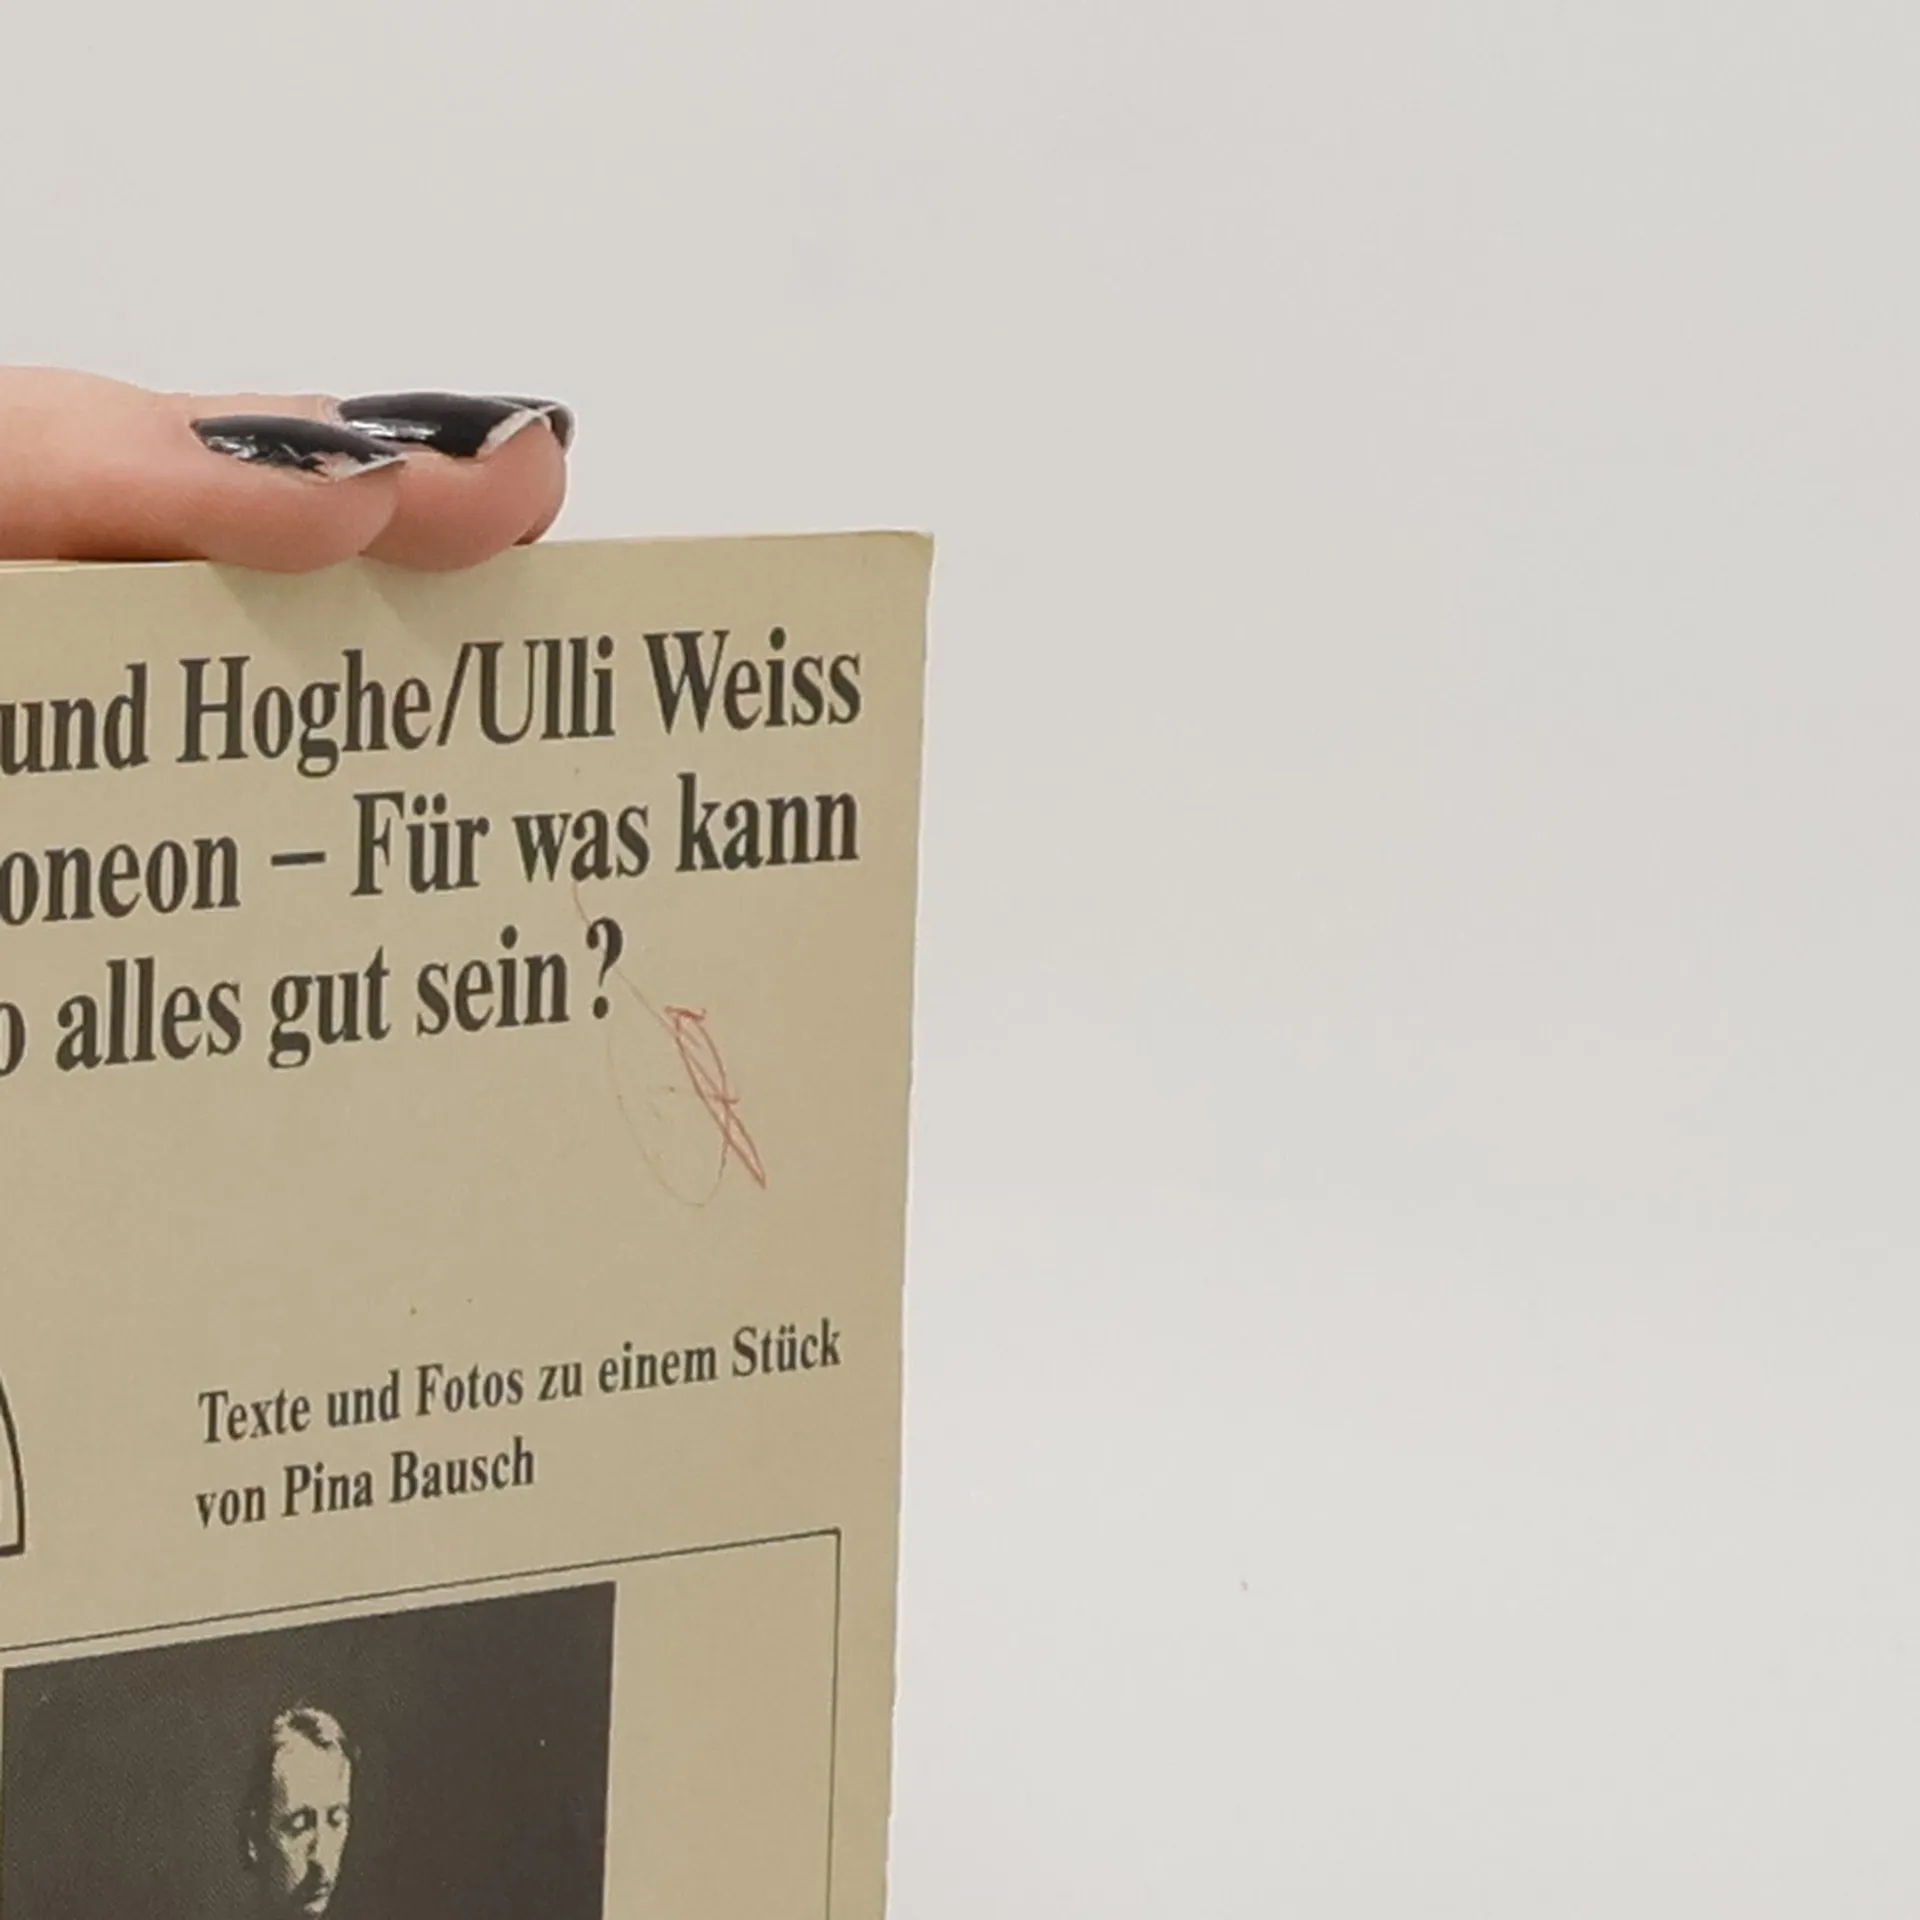 und Hoghe/Ulli Weiss
oneon – Für was kann
o alles gut sein?
Texte und Fotos zu einem Stück
von Pina Bausch